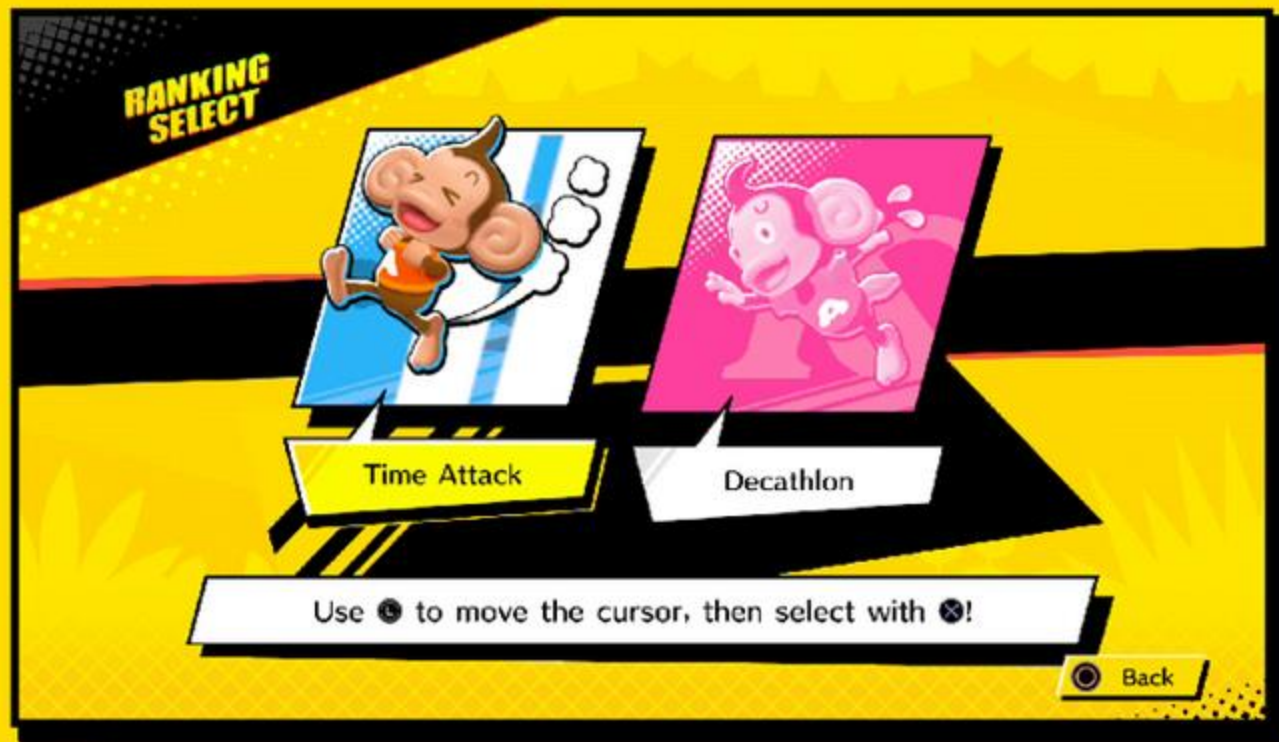 RANKING
SELECT
Time Attack
Decathlon
Use Ⓛ to move the cursor, then select with ⊗!
Back